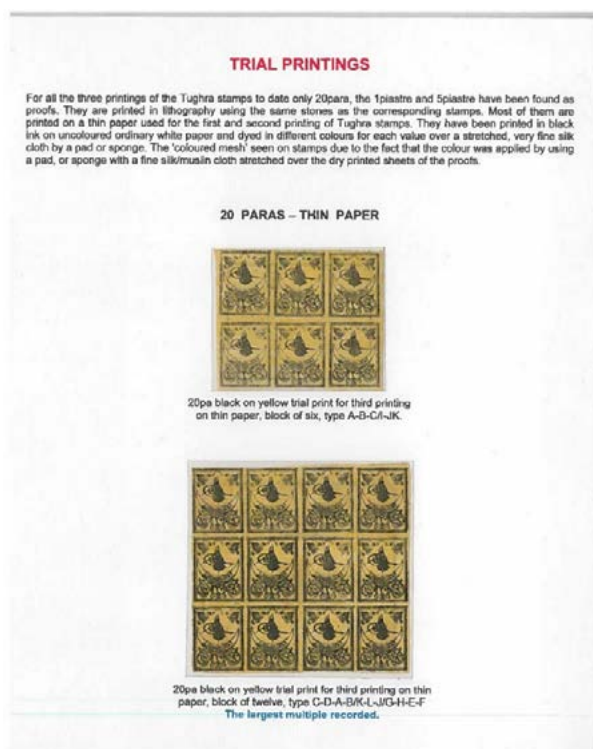 TRIAL PRINTINGS
For all the three printings of the Tughra stamps to date only 20para, the 1piastre and 5piastre have been found as
proofs. They are printed in lithography using the same stones as the corresponding stamps. Most of them are
printed on a thin paper used for the first and second printing of Tughra stamps. They have been printed in black
ink on uncoloured ordinary white paper and dyed in different colours for each value over a stretched, very fine silk
cloth by a pad or sponge. The 'coloured mesh' seen on stamps due to the fact that the colour was applied by using
a pad, or sponge with a fine silk/muslin cloth stretched over the dry printed sheets of the proofs.
20 PARAS – THIN PAPER
20pa black on yellow trial print for third printing
on thin paper, block of six, type A-B-C/I-JK.
20pa black on yellow trial print for third printing on thin
paper, block of twelve, type C-D-A-B/K-L-J/G-H-E-F
The largest multiple recorded.